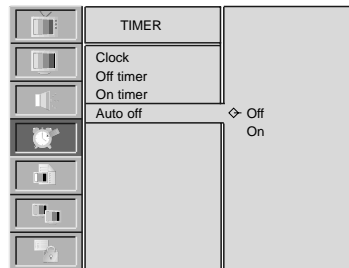 TIMER
Clock
Off timer
On timer
Auto off
Off
On